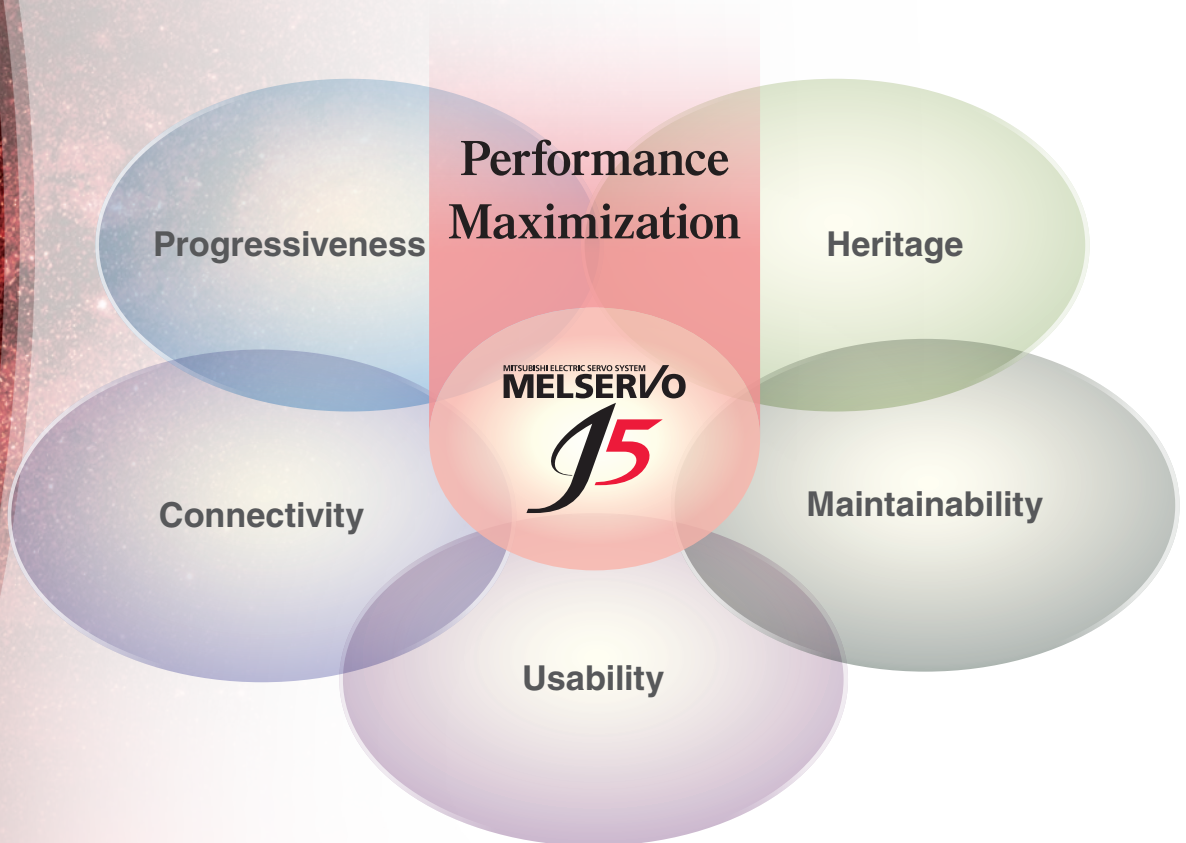 Performance
Maximization
Progressiveness
Heritage
MITSUBISHI ELECTRIC SERVO SYSTEM
MELSERVO
J5
Connectivity
Maintainability
Usability